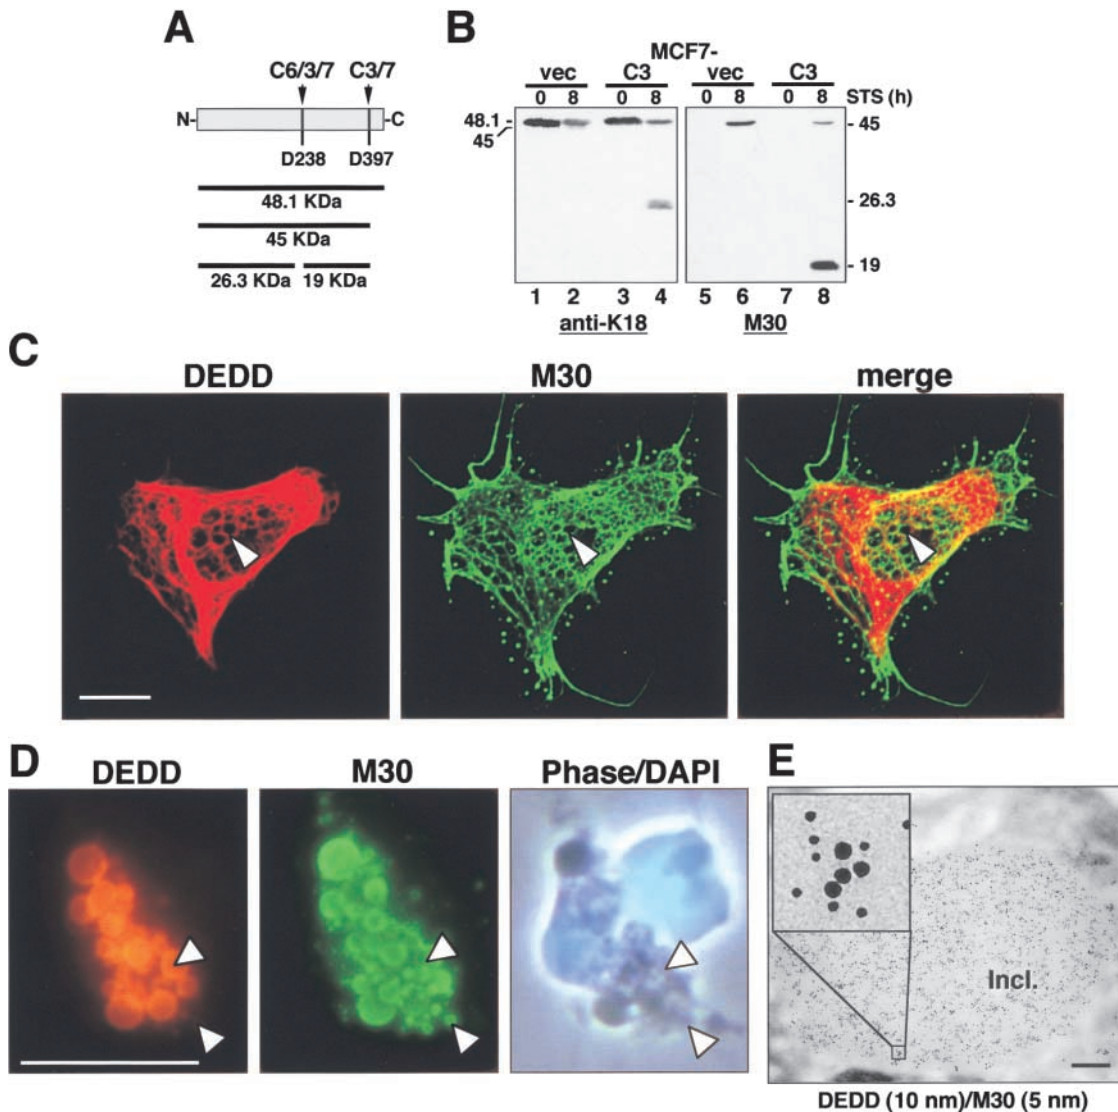 A
C6/3/7 C3/7
N- -C
D238 D397
48.1 KDa
45 KDa
26.3 KDa 19 KDa
B
MCF7-
vec C3 vec C3
0 8 0 8 0 8 0 8 STS (h)
48.1 -
45
- 45
- 26.3
- 19
1 2 3 4 5 6 7 8
anti-K18 M30
C
DEDD M30 merge
D
DEDD M30 Phase/DAPI
E
Incl.
DEDD (10 nm)/M30 (5 nm)